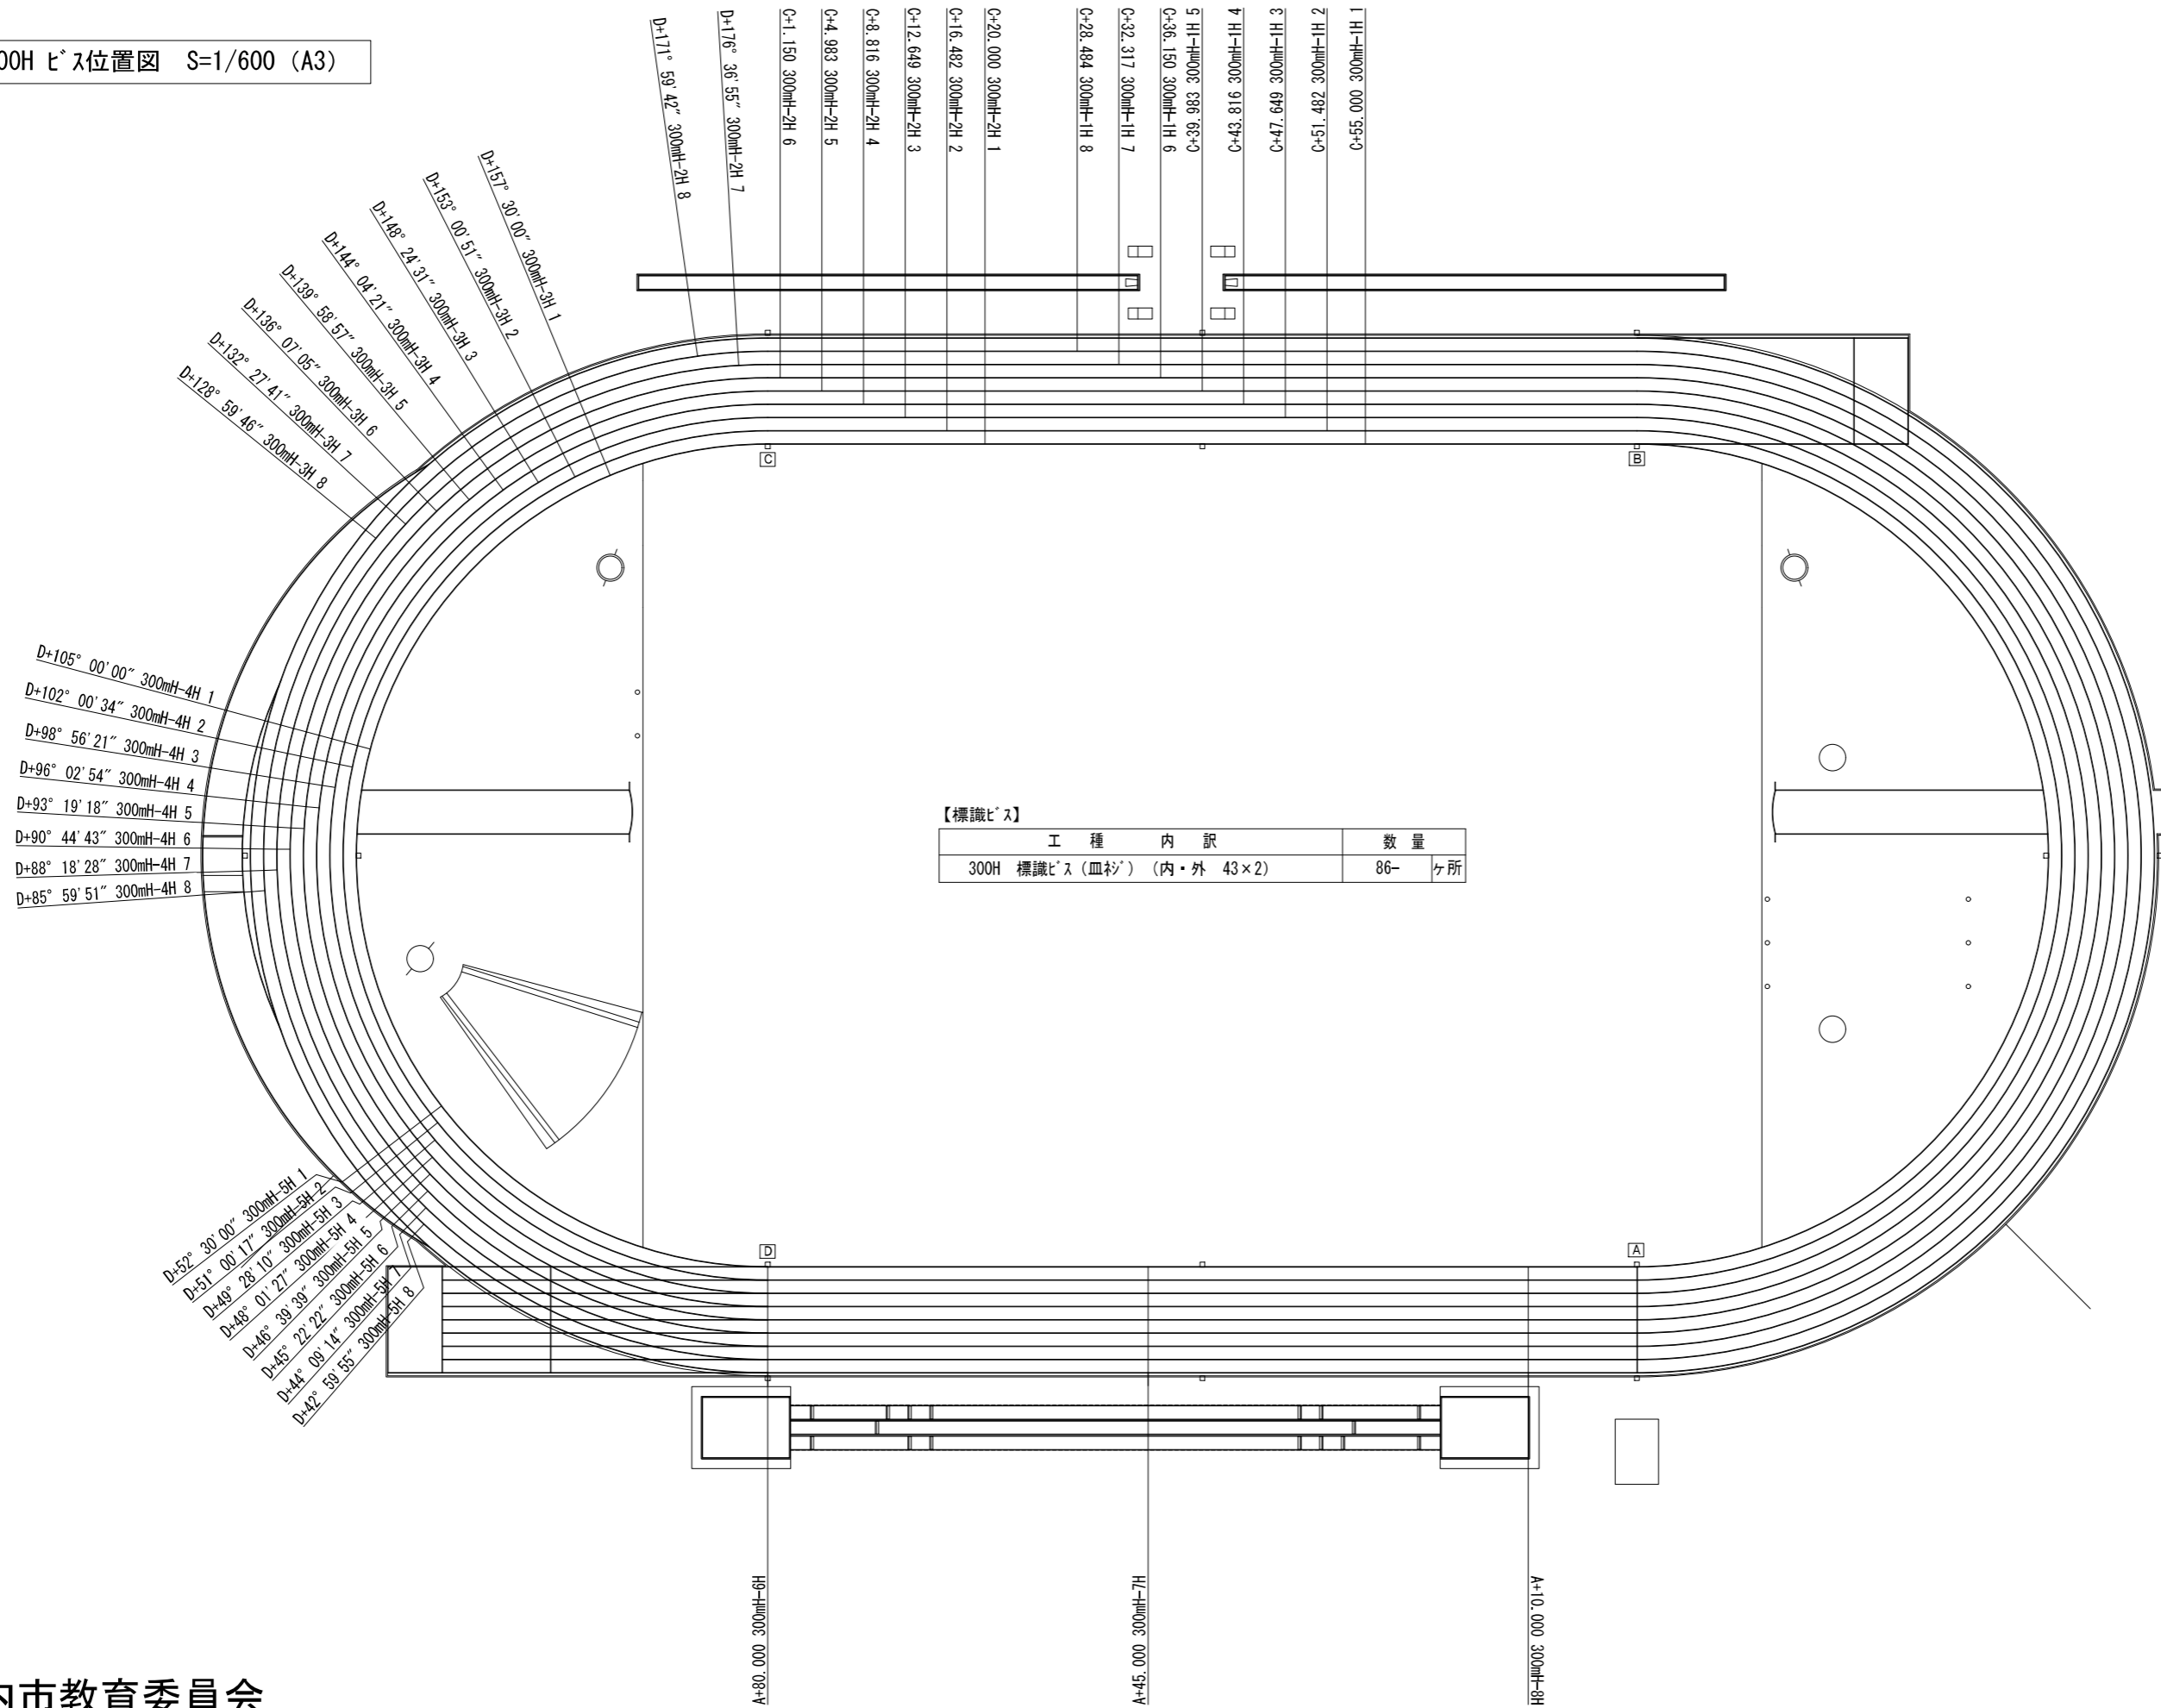 00H ﾋﾞｽ位置図 S=1/600 (A3)
D+171° 59′42″ 300mH-2H 8
D+176° 36′55″ 300mH-2H 7
C+1.150 300mH-2H 6
C+4.983 300mH-2H 5
C+8.816 300mH-2H 4
C+12.649 300mH-2H 3
C+16.482 300mH-2H 2
C+20.000 300mH-2H 1
C+28.484 300mH-1H 8
C+32.317 300mH-1H 7
C+36.150 300mH-1H 6
C+39.983 300mH-1H 5
C+43.816 300mH-1H 4
C+47.649 300mH-1H 3
C+51.482 300mH-1H 2
C+55.000 300mH-1H 1
D+157° 30′00″ 300mH-3H 1
D+153° 00′51″ 300mH-3H 2
D+148° 24′31″ 300mH-3H 3
D+144° 04′21″ 300mH-3H 4
D+139° 58′57″ 300mH-3H 5
D+136° 07′05″ 300mH-3H 6
D+132° 27′41″ 300mH-3H 7
D+128° 59′46″ 300mH-3H 8
C
B
D+105° 00′00″ 300mH-4H 1
D+102° 00′34″ 300mH-4H 2
D+98° 56′21″ 300mH-4H 3
D+96° 02′54″ 300mH-4H 4
D+93° 19′18″ 300mH-4H 5
D+90° 44′43″ 300mH-4H 6
D+88° 18′28″ 300mH-4H 7
D+85° 59′51″ 300mH-4H 8
【標識ﾋﾞｽ】
工 種 内 訳 数 量
300H 標識ﾋﾞｽ(皿ﾈｼﾞ) (内・外 43×2) 86- ヶ所
D+52° 30′00″ 300mH-5H 1
D+51° 00′17″ 300mH-5H 2
D+49° 28′10″ 300mH-5H 3
D+48° 01′27″ 300mH-5H 4
D+46° 39′39″ 300mH-5H 5
D+45° 22′22″ 300mH-5H 6
D+44° 09′14″ 300mH-5H 7
D+42° 59′55″ 300mH-5H 8
D
A
A+80.000 300mH-6H
A+45.000 300mH-7H
A+10.000 300mH-8H
内市教育委員会